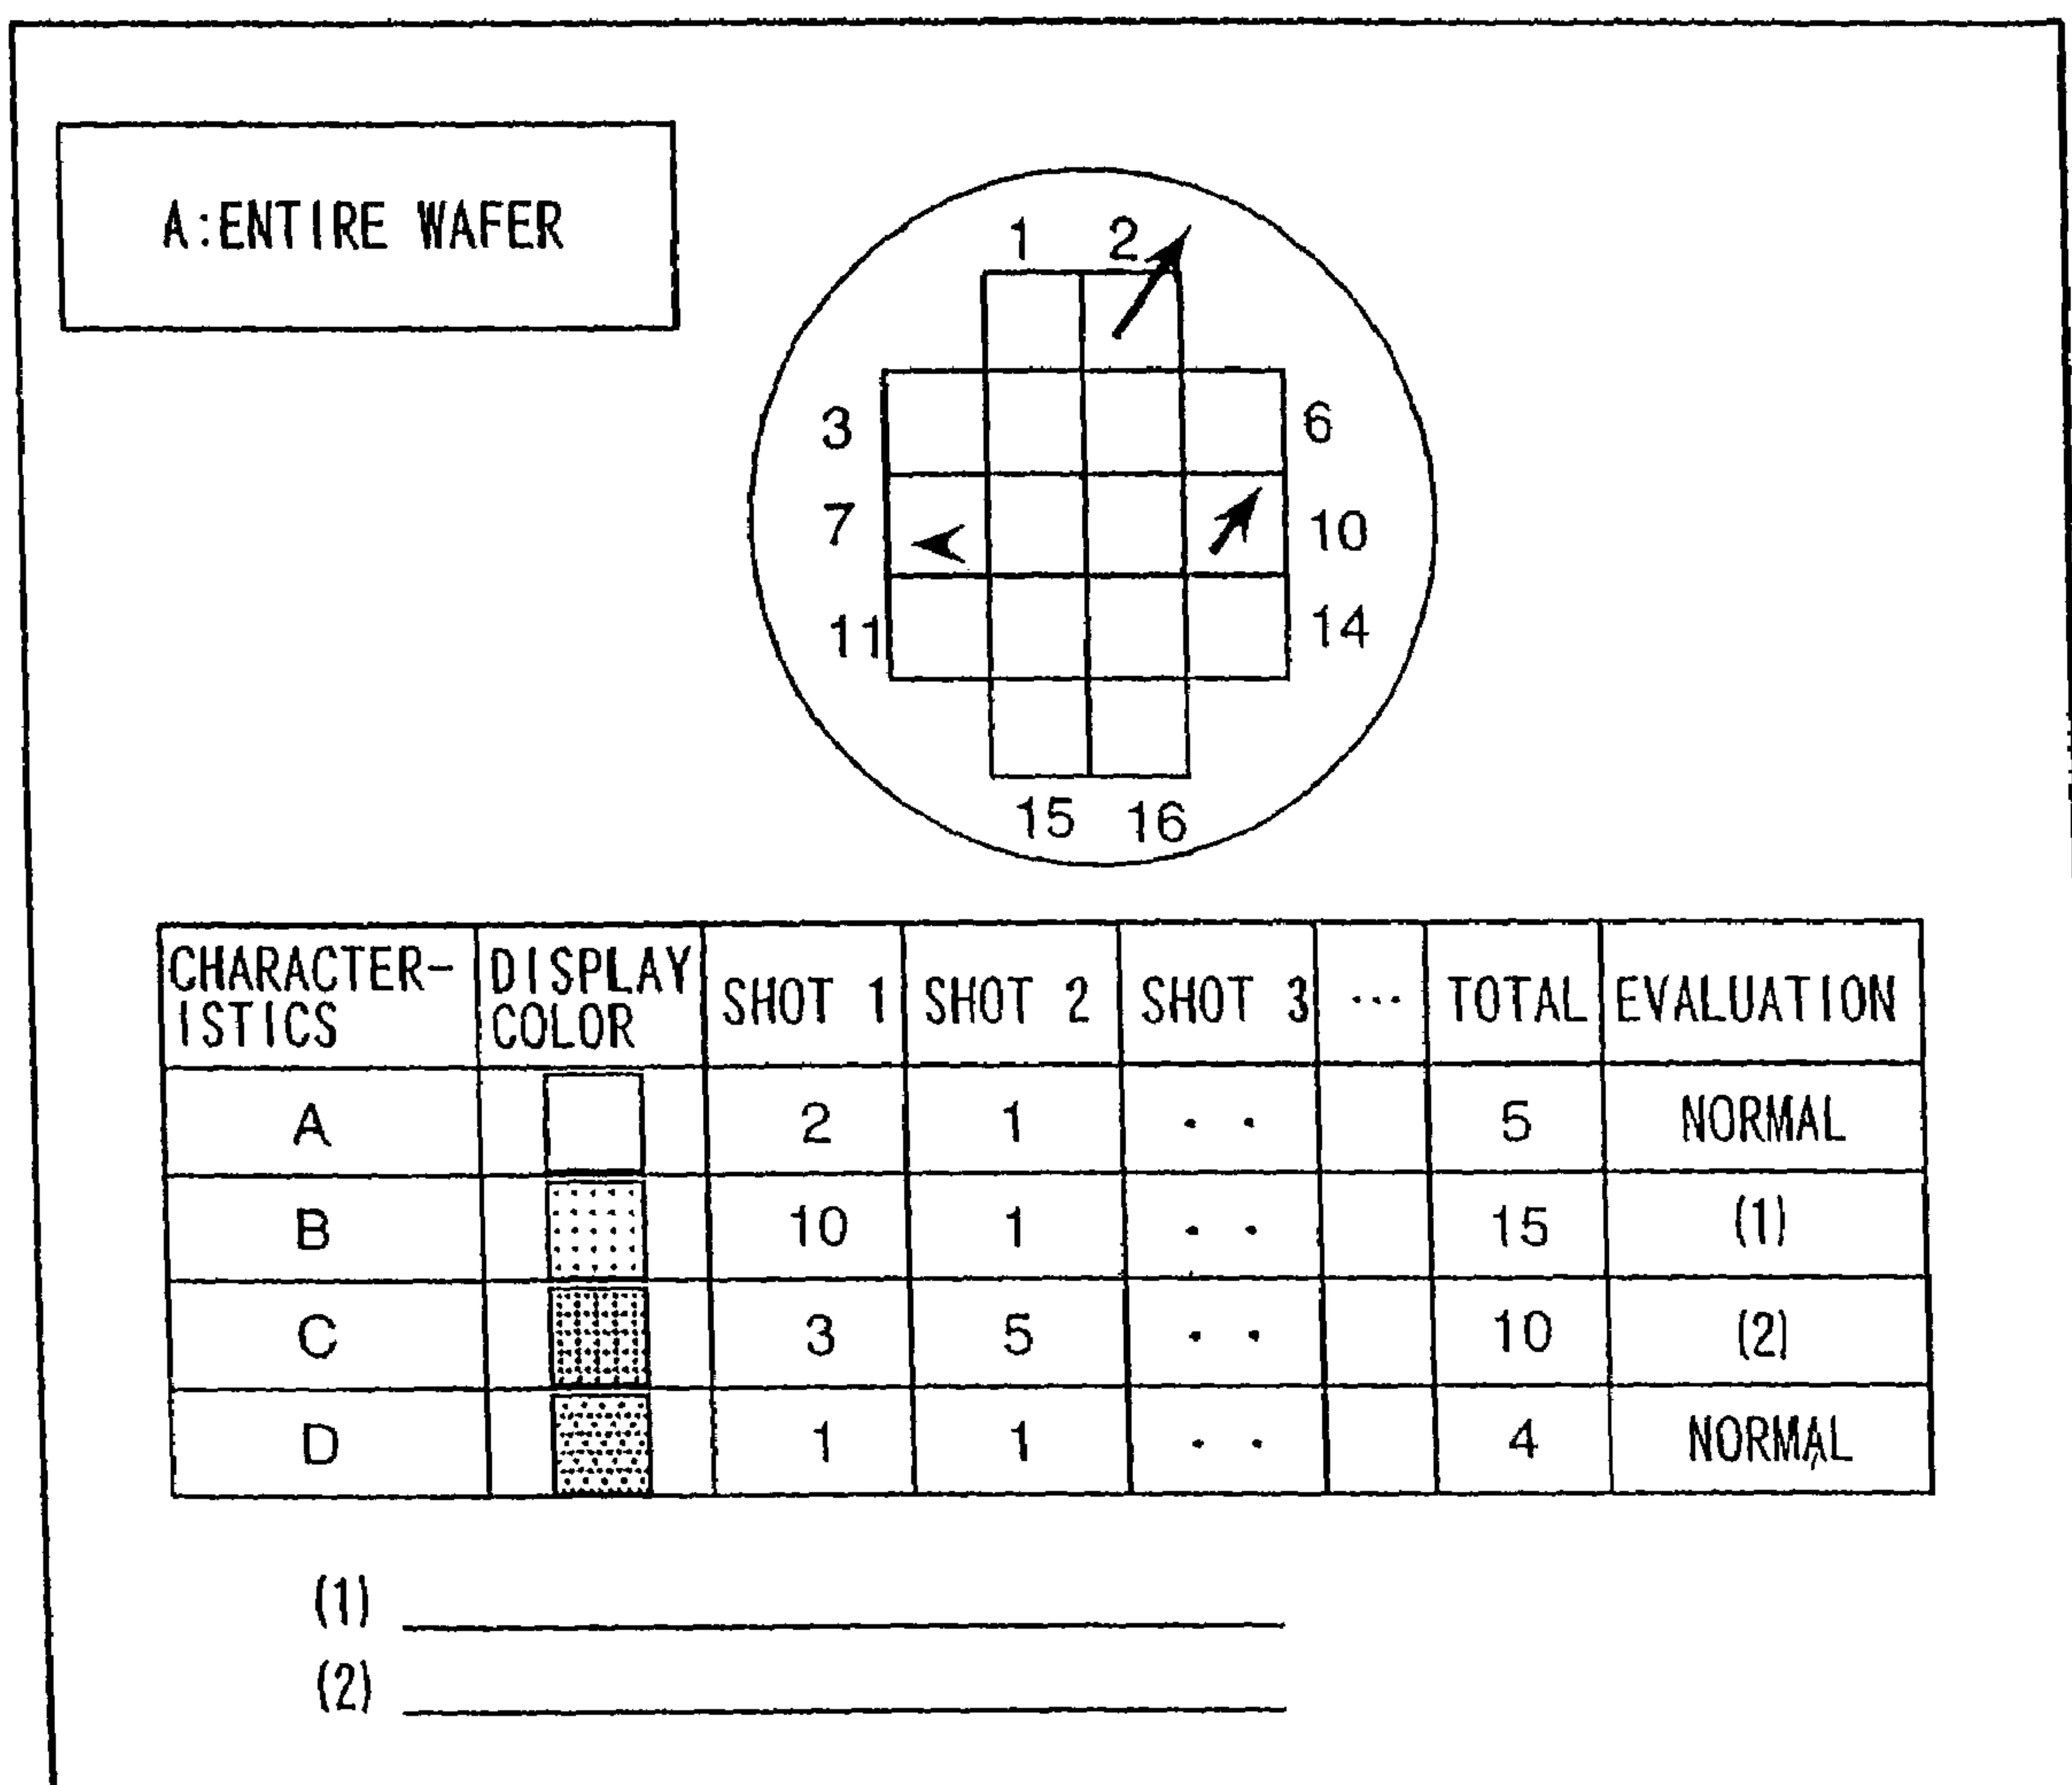 A:ENTIRE WAFER
1 2
3 6
7 10
11 14
15 16
CHARACTER- DISPLAY SHOT 1 SHOT 2 SHOT 3 ... TOTAL EVALUATION
ISTICS COLOR
A 2 1 . . 5 NORMAL
B 10 1 . . 15 (1)
C 3 5 . . 10 (2)
D 1 1 . . 4 NORMAL
(1)
(2)